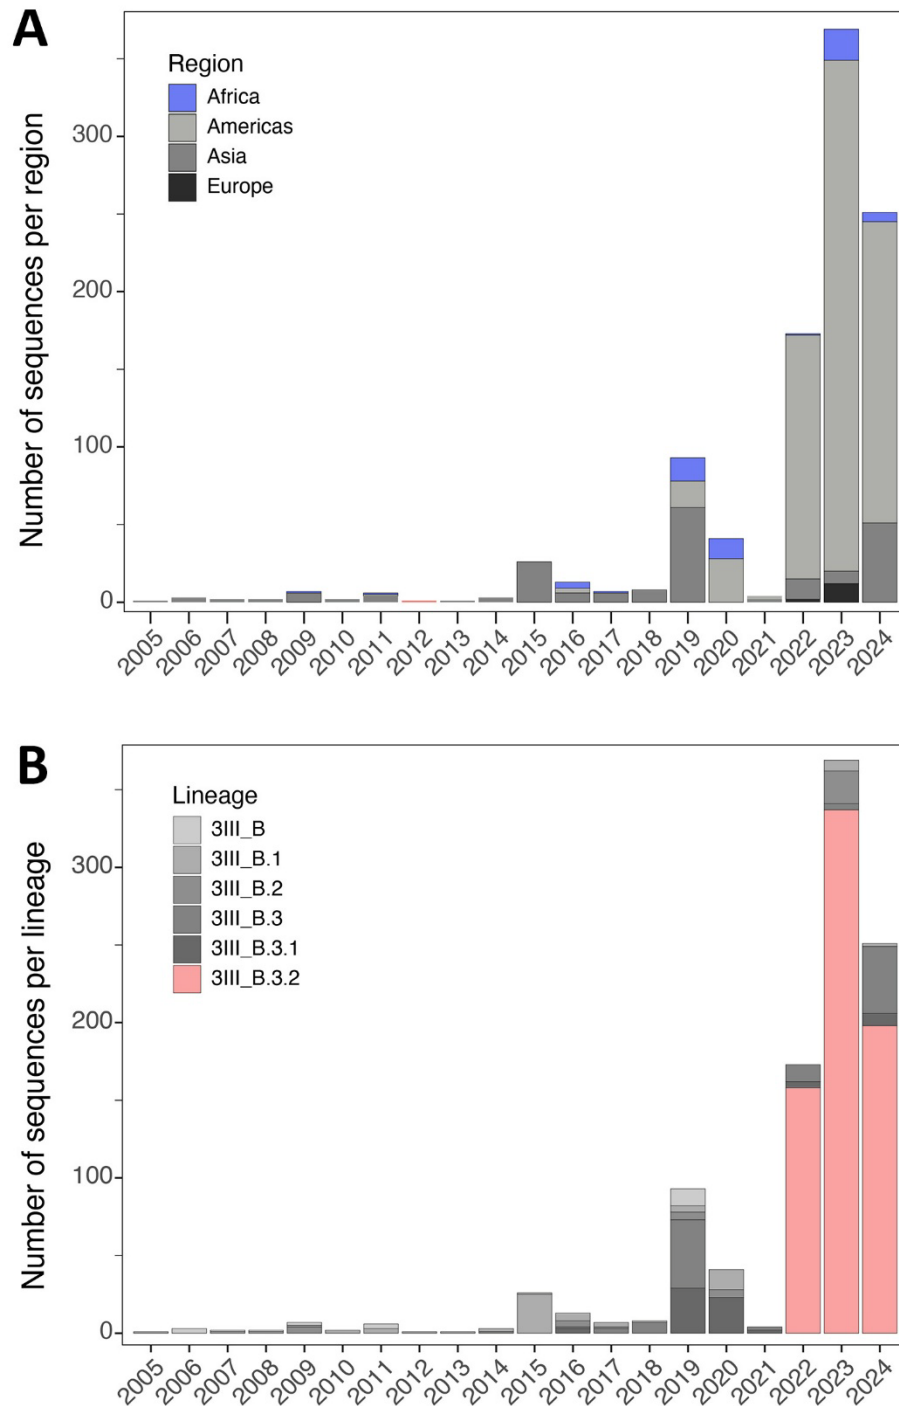 A
Number of sequences per region
Region
Africa
Americas
Asia
Europe
300
200
100
0
2005 2006 2007 2008 2009 2010 2011 2012 2013 2014 2015 2016 2017 2018 2019 2020 2021 2022 2023 2024
B
Number of sequences per lineage
Lineage
3III_B
3III_B.1
3III_B.2
3III_B.3
3III_B.3.1
3III_B.3.2
300
200
100
0
2005 2006 2007 2008 2009 2010 2011 2012 2013 2014 2015 2016 2017 2018 2019 2020 2021 2022 2023 2024